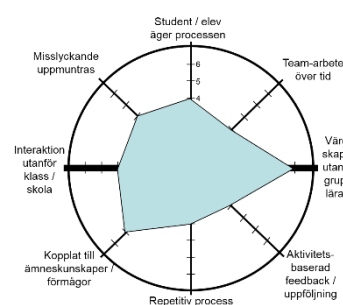 Student / elev
äger processen
Misslyckande
uppmuntras
6
5
4
Team-arbete
över tid
Interaktion
utanför
klass /
skola
skap
utan
grup
lära
Kopplat till
ämneskunskaper /
förmågor
Aktivitets-
baserad
feedback /
uppföljning
Repetitiv process